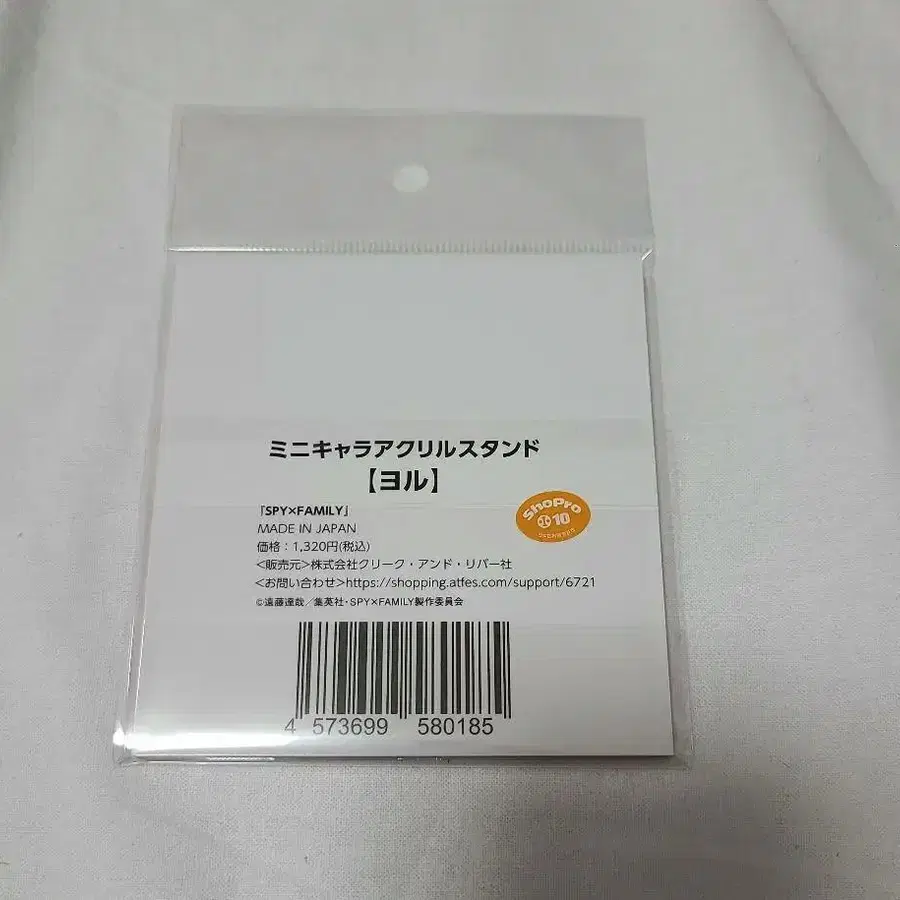 ミニキャラアクリルスタンド
【ヨル】
「SPY×FAMILY」
MADE IN JAPAN
価格：1,320円(税込)
<販売元>株式会社クリーク・アンド・リバー社
<お問い合わせ>https://shopping.atfes.com/support/6721
©遠藤達哉／集英社・SPY×FAMILY製作委員会
ShoPro
10
4 573699 580185